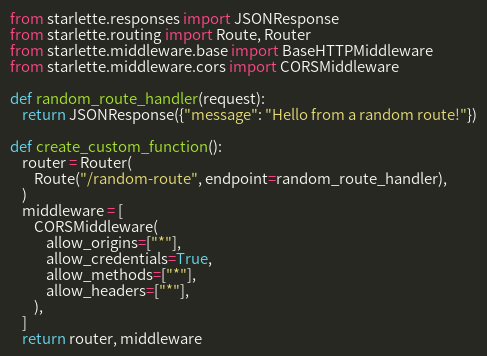 from starlette.responses import JSONResponse
from starlette.routing import Route, Router
from starlette.middleware.base import BaseHTTPMiddleware
from starlette.middleware.cors import CORSMiddleware

def random_route_handler(request):
    return JSONResponse({"message": "Hello from a random route!"})

def create_custom_function():
    router = Router(
        Route("/random-route", endpoint=random_route_handler),
    )
    middleware = [
        CORSMiddleware(
            allow_origins=["*"],
            allow_credentials=True,
            allow_methods=["*"],
            allow_headers=["*"],
        ),
    ]
    return router, middleware